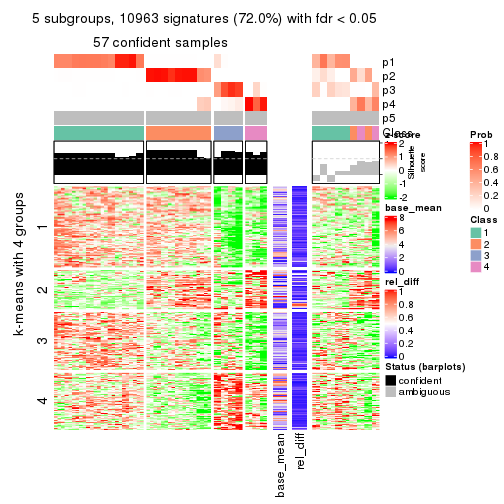 5 subgroups, 10963 signatures (72.0%) with fdr < 0.05
57 confident samples
p1
p2
p3
p4
p5
Class
k-means with 4 groups
1
2
3
4
base_mean
rel_diff
z-score
2
1
0
-1
-2
Silhouette
score
base_mean
8
6
4
2
0
rel_diff
1
0.8
0.6
0.4
0.2
0
Status (barplots)
confident
ambiguous
Prob
1
0.8
0.6
0.4
0.2
0
Class
1
2
3
4